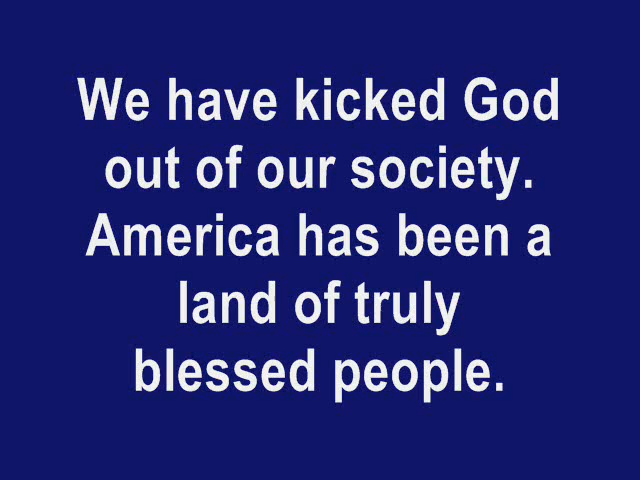 We have kicked God
out of our society.
America has been a
land of truly
blessed people.